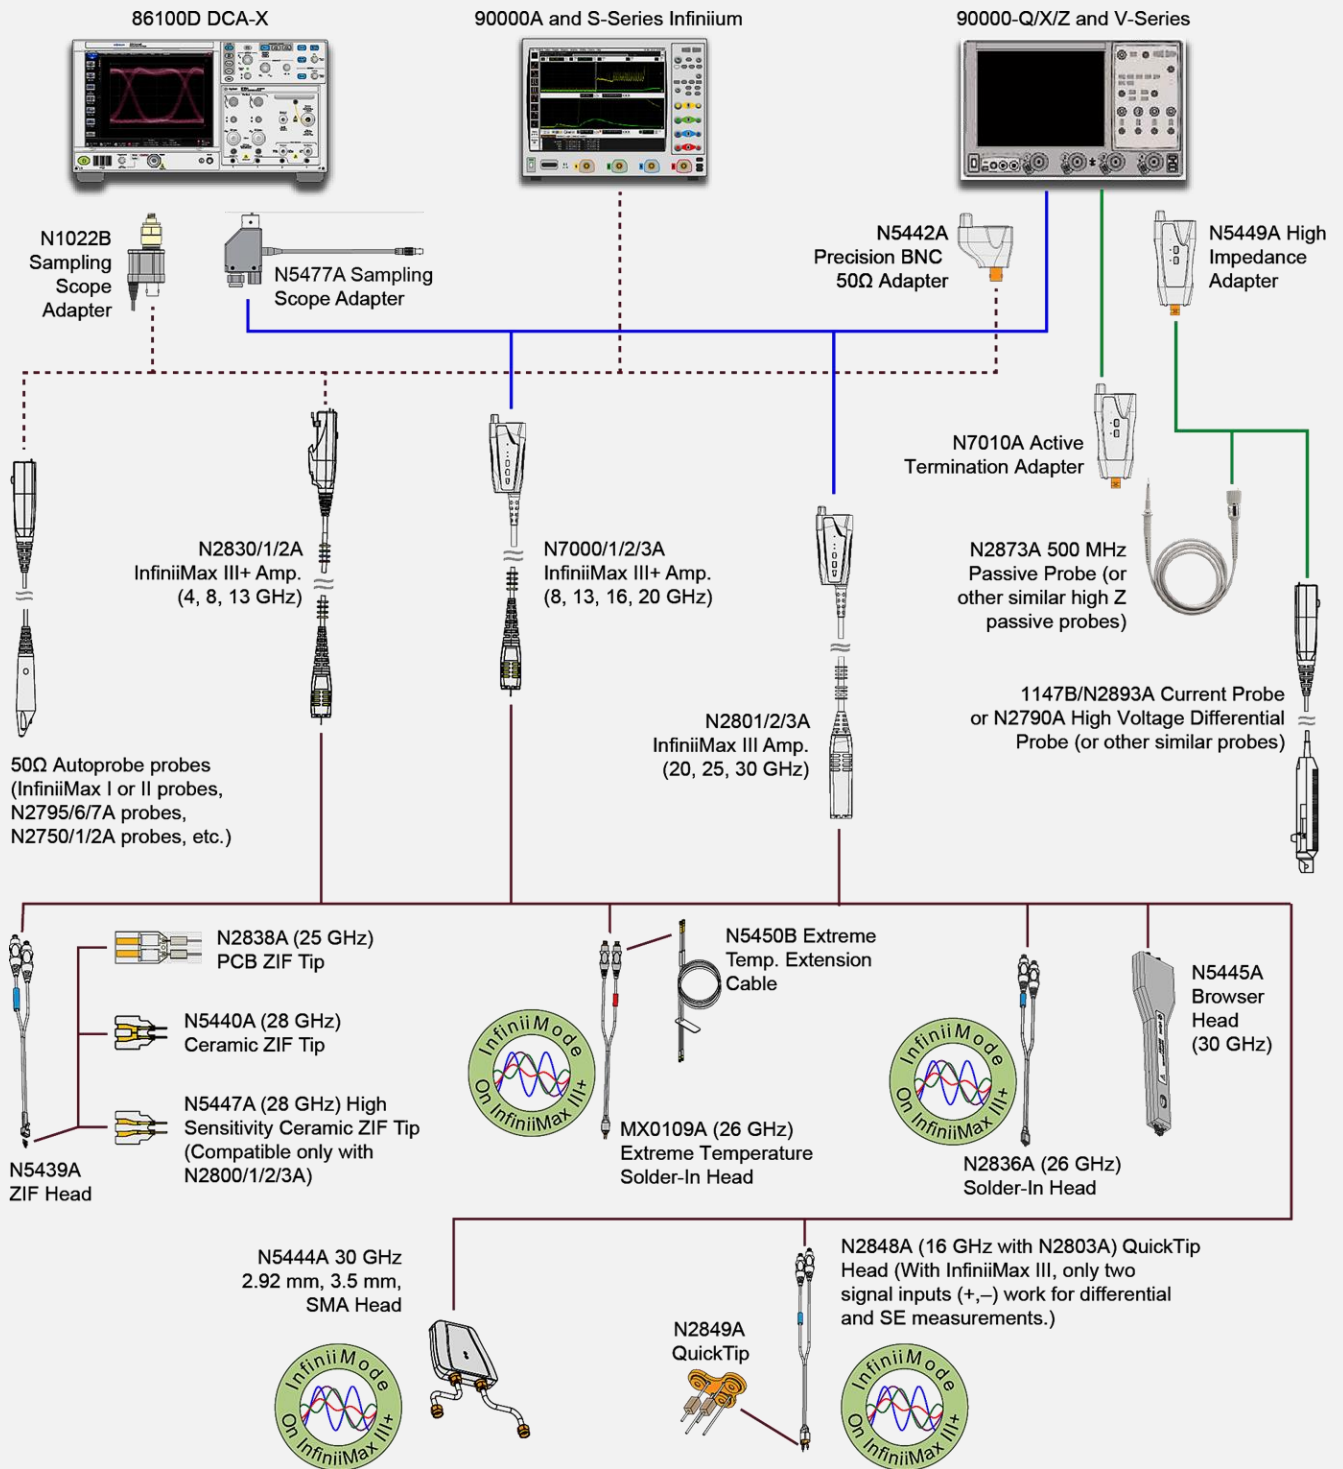 86100D DCA-X
90000A and S-Series Infiniium
90000-Q/X/Z and V-Series
N1022B
Sampling
Scope
Adapter
N5477A Sampling
Scope Adapter
N5442A
Precision BNC
50Ω Adapter
N5449A High
Impedance
Adapter
N7010A Active
Termination Adapter
N2830/1/2A
InfiniiMax III+ Amp.
(4, 8, 13 GHz)
N7000/1/2/3A
InfiniiMax III+ Amp.
(8, 13, 16, 20 GHz)
N2873A 500 MHz
Passive Probe (or
other similar high Z
passive probes)
N2801/2/3A
InfiniiMax III Amp.
(20, 25, 30 GHz)
1147B/N2893A Current Probe
or N2790A High Voltage Differential
Probe (or other similar probes)
50Ω Autoprobe probes
(InfiniiMax I or II probes,
N2795/6/7A probes,
N2750/1/2A probes, etc.)
N2838A (25 GHz)
PCB ZIF Tip
N5440A (28 GHz)
Ceramic ZIF Tip
N5447A (28 GHz) High
Sensitivity Ceramic ZIF Tip
(Compatible only with
N2800/1/2/3A)
N5439A
ZIF Head
N5450B Extreme
Temp. Extension
Cable
InfiniiMode
On InfiniiMax III+
MX0109A (26 GHz)
Extreme Temperature
Solder-In Head
InfiniiMode
On InfiniiMax III+
N2836A (26 GHz)
Solder-In Head
N5445A
Browser
Head
(30 GHz)
N5444A 30 GHz
2.92 mm, 3.5 mm,
SMA Head
InfiniiMode
On InfiniiMax III+
N2849A
QuickTip
N2848A (16 GHz with N2803A) QuickTip
Head (With InfiniiMax III, only two
signal inputs (+,–) work for differential
and SE measurements.)
InfiniiMode
On InfiniiMax III+